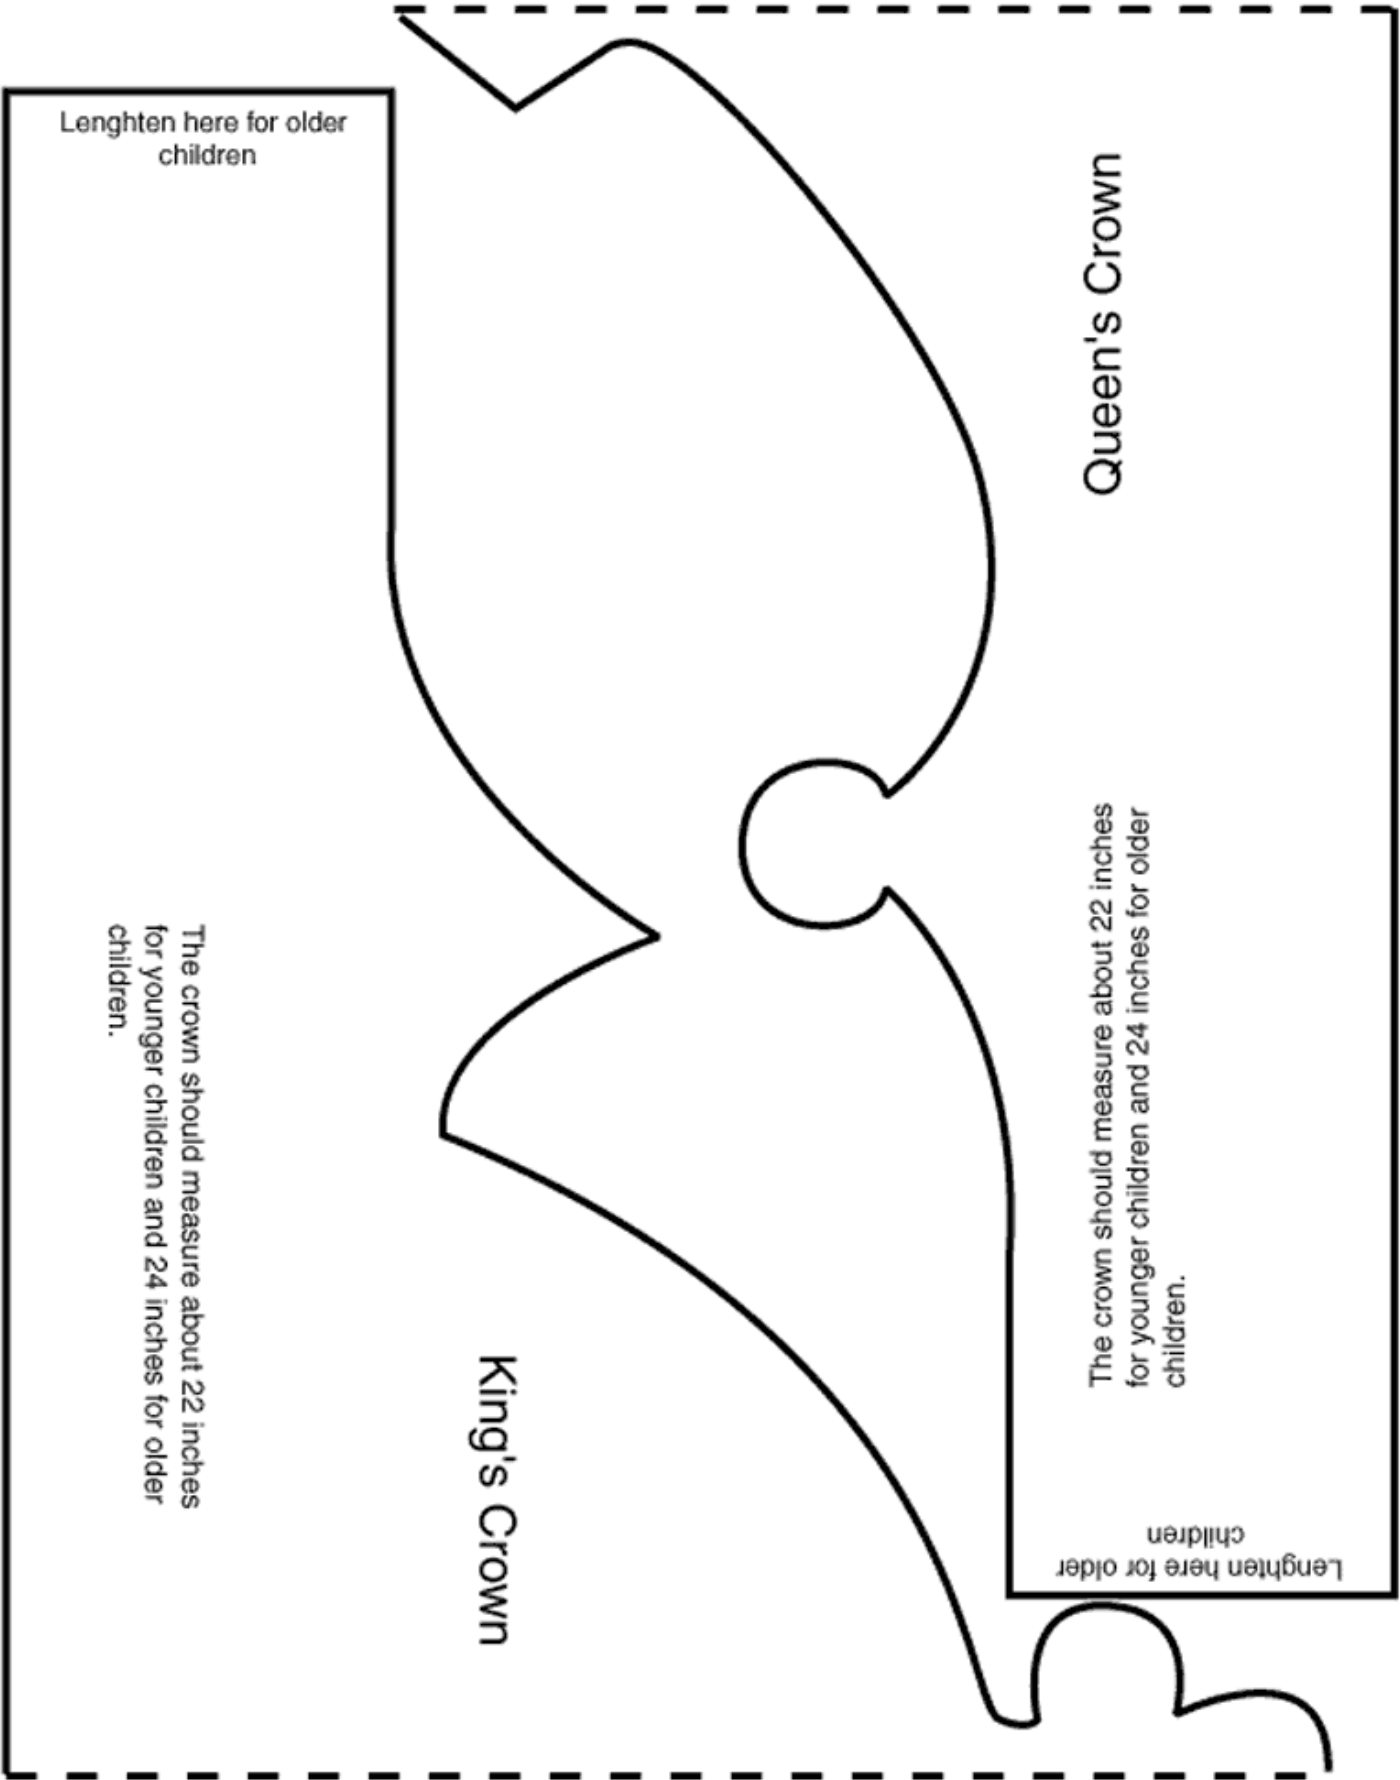 Lenghten here for older
children
Queen's Crown
The crown should measure about 22 inches
for younger children and 24 inches for older
children.
The crown should measure about 22 inches
for younger children and 24 inches for older
children.
King's Crown
Lenghten here for older
children